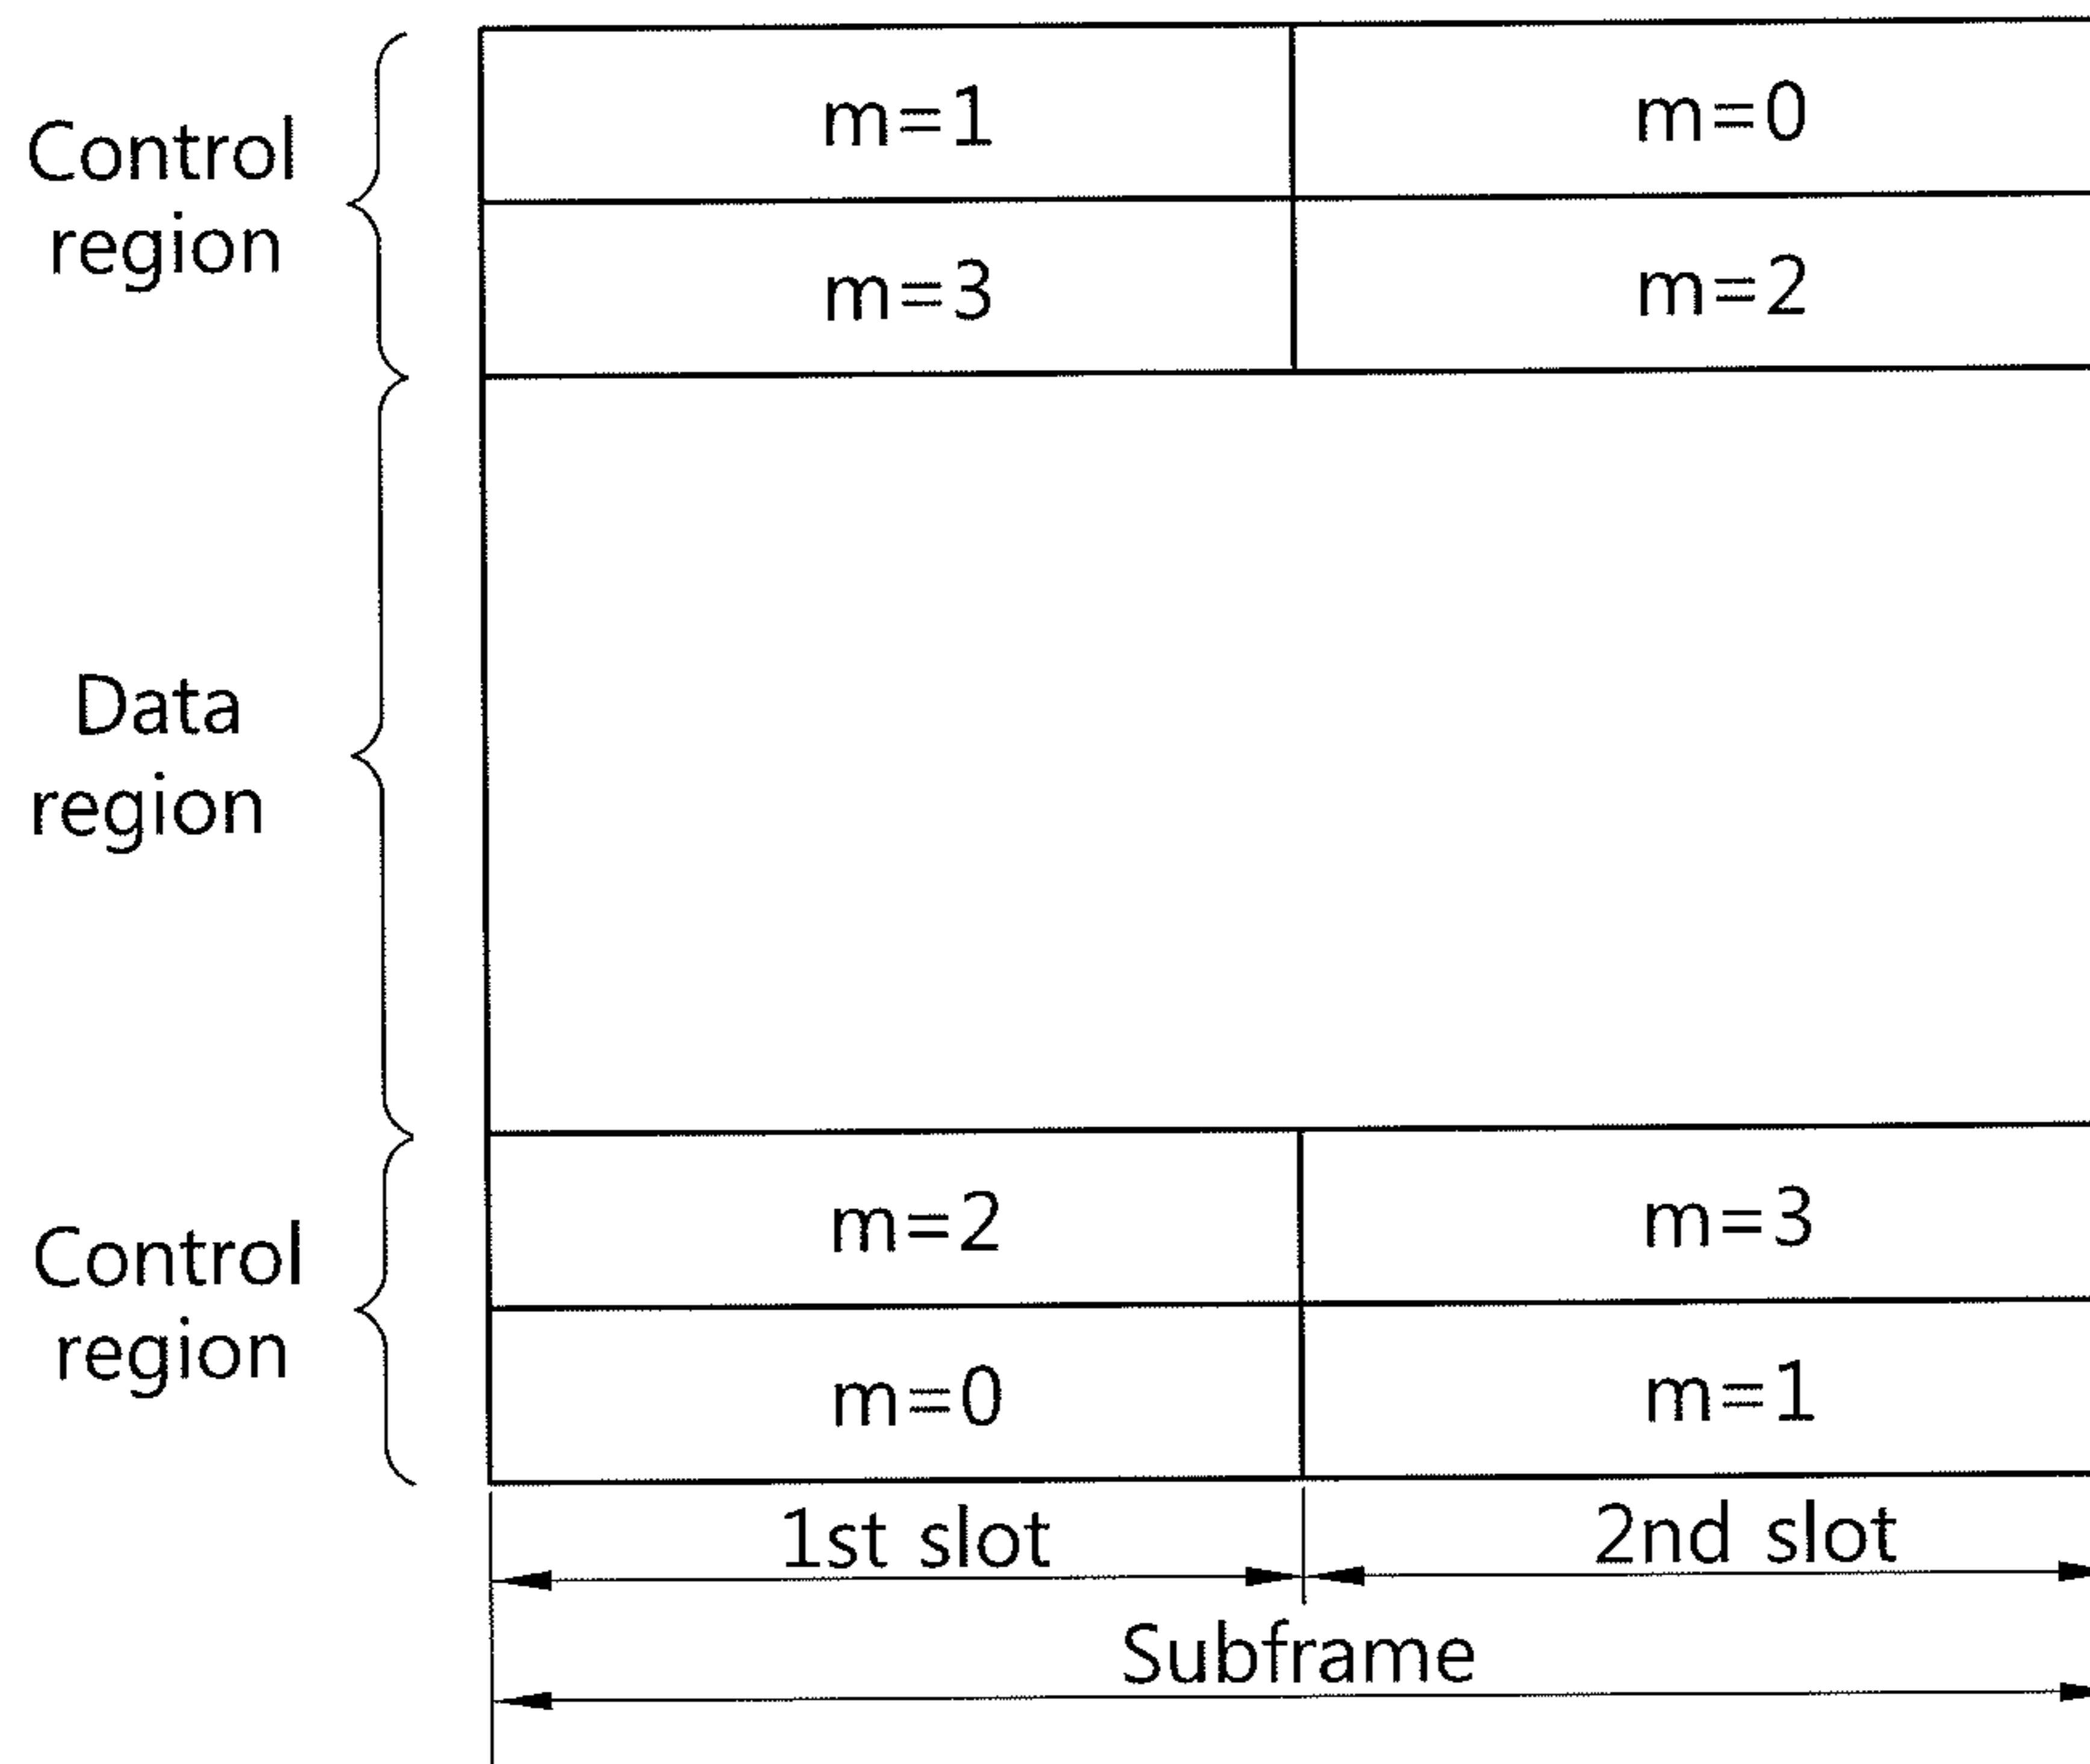 Control
region
m=1
m=0
m=3
m=2
Data
region
Control
region
m=2
m=3
m=0
m=1
1st slot
2nd slot
Subframe